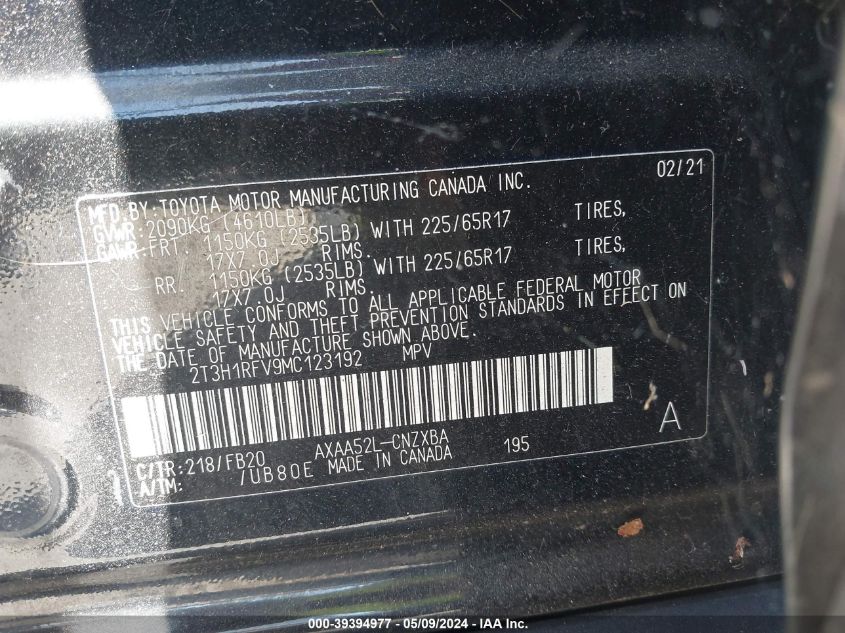 MFD.BY:TOYOTA MOTOR MANUFACTURING CANADA INC. 02/21
GVWR:2090KG (4610LB)
GAWR:FRT. 1150KG (2535LB) WITH 225/65R17 TIRES,
17X7.0J RIMS.
RR. 1150KG (2535LB) WITH 225/65R17 TIRES,
17X7.0J RIMS.
THIS VEHICLE CONFORMS TO ALL APPLICABLE FEDERAL MOTOR
VEHICLE SAFETY AND THEFT PREVENTION STANDARDS IN EFFECT ON
THE DATE OF MANUFACTURE SHOWN ABOVE.
2T3H1RFV9MC123192 MPV
A
C/TR:218/FB20 AXAA52L-CNZXBA 195
A/TM: /UB80E MADE IN CANADA
000-39394977 - 05/09/2024 - IAA Inc.